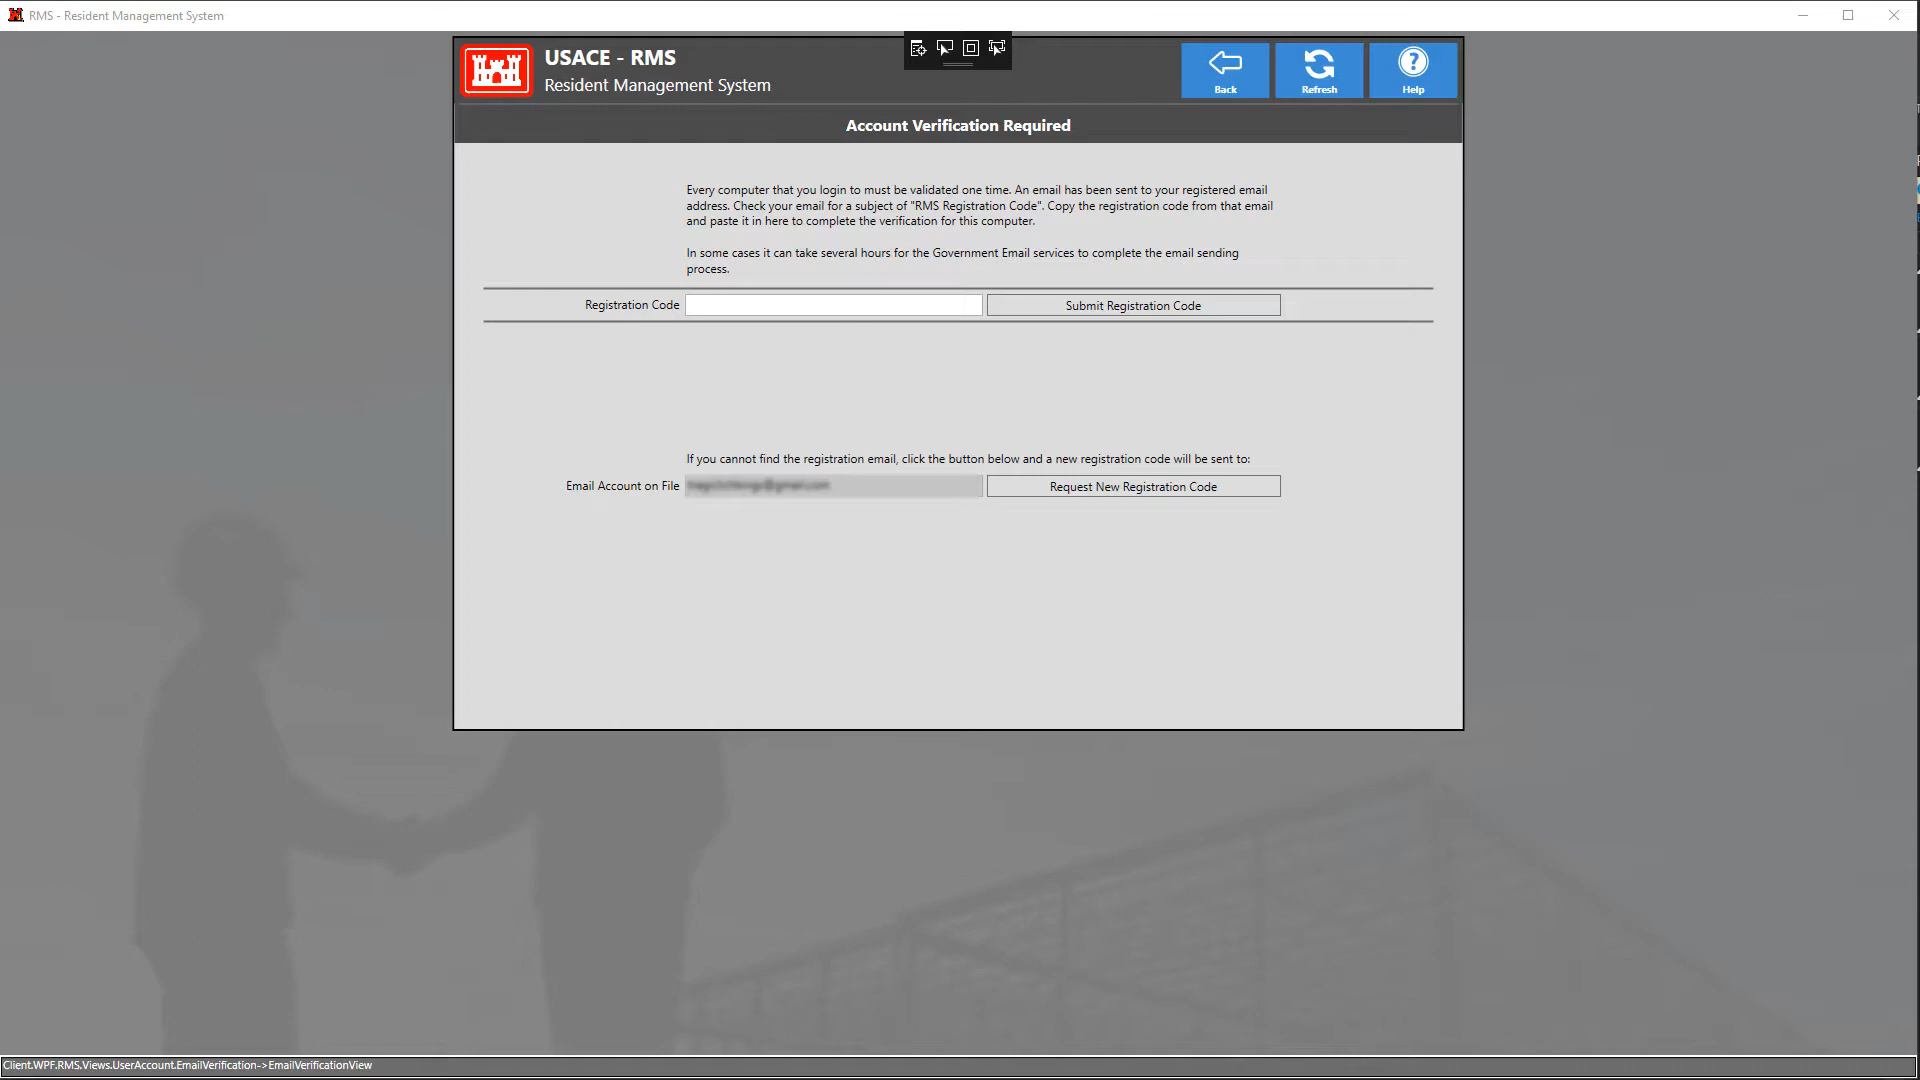 RMS - Resident Management System
USACE - RMS
Resident Management System
Back
Refresh
Help
Account Verification Required
Every computer that you login to must be validated one time. An email has been sent to your registered email
address. Check your email for a subject of "RMS Registration Code". Copy the registration code from that email
and paste it in here to complete the verification for this computer.
In some cases it can take several hours for the Government Email services to complete the email sending
process.
Registration Code
Submit Registration Code
If you cannot find the registration email, click the button below and a new registration code will be sent to:
Email Account on File
Request New Registration Code
Client.WPF.RMS.Views.UserAccount.EmailVerification->EmailVerificationView